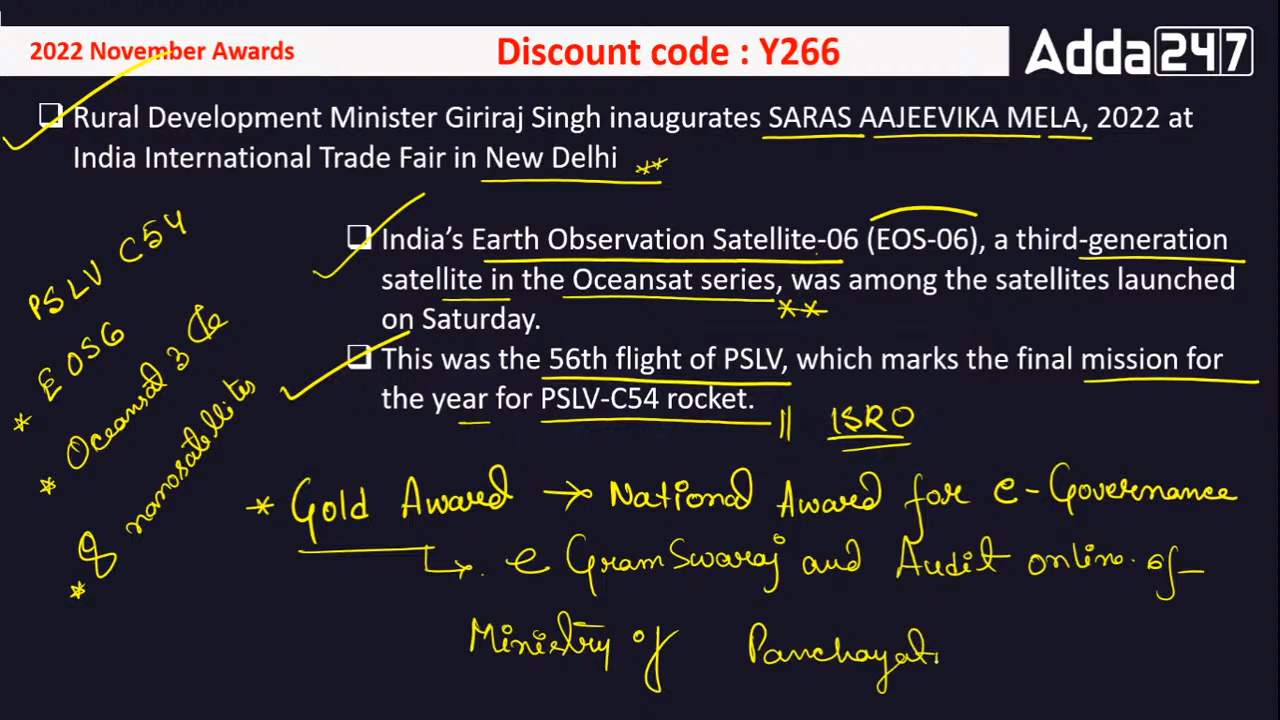 2022 November Awards
Discount code : Y266
Adda247
Rural Development Minister Giriraj Singh inaugurates SARAS AAJEEVIKA MELA, 2022 at
India International Trade Fair in New Delhi **
India's Earth Observation Satellite-06 (EOS-06), a third-generation
satellite in the Oceansat series, was among the satellites launched
on Saturday.
This was the 56th flight of PSLV, which marks the final mission for
the year for PSLV-C54 rocket.
|| ISRO
PSLV C54
* EOS6
* Oceansat 3
* 8 nanosatellites
* Gold Award → National Award for e-Governance
e GramSwaraj and Audit online of
Ministry of Panchayati